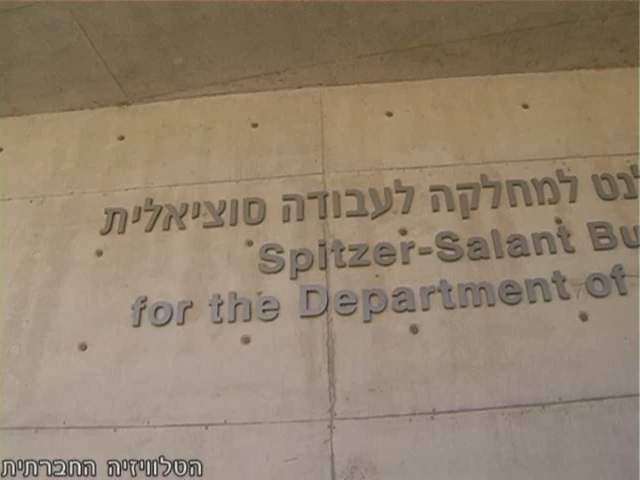 למחלקה לעבודה סוציאלית
Spitzer-Salant
for the Department of
הטלוויזיה החברתית